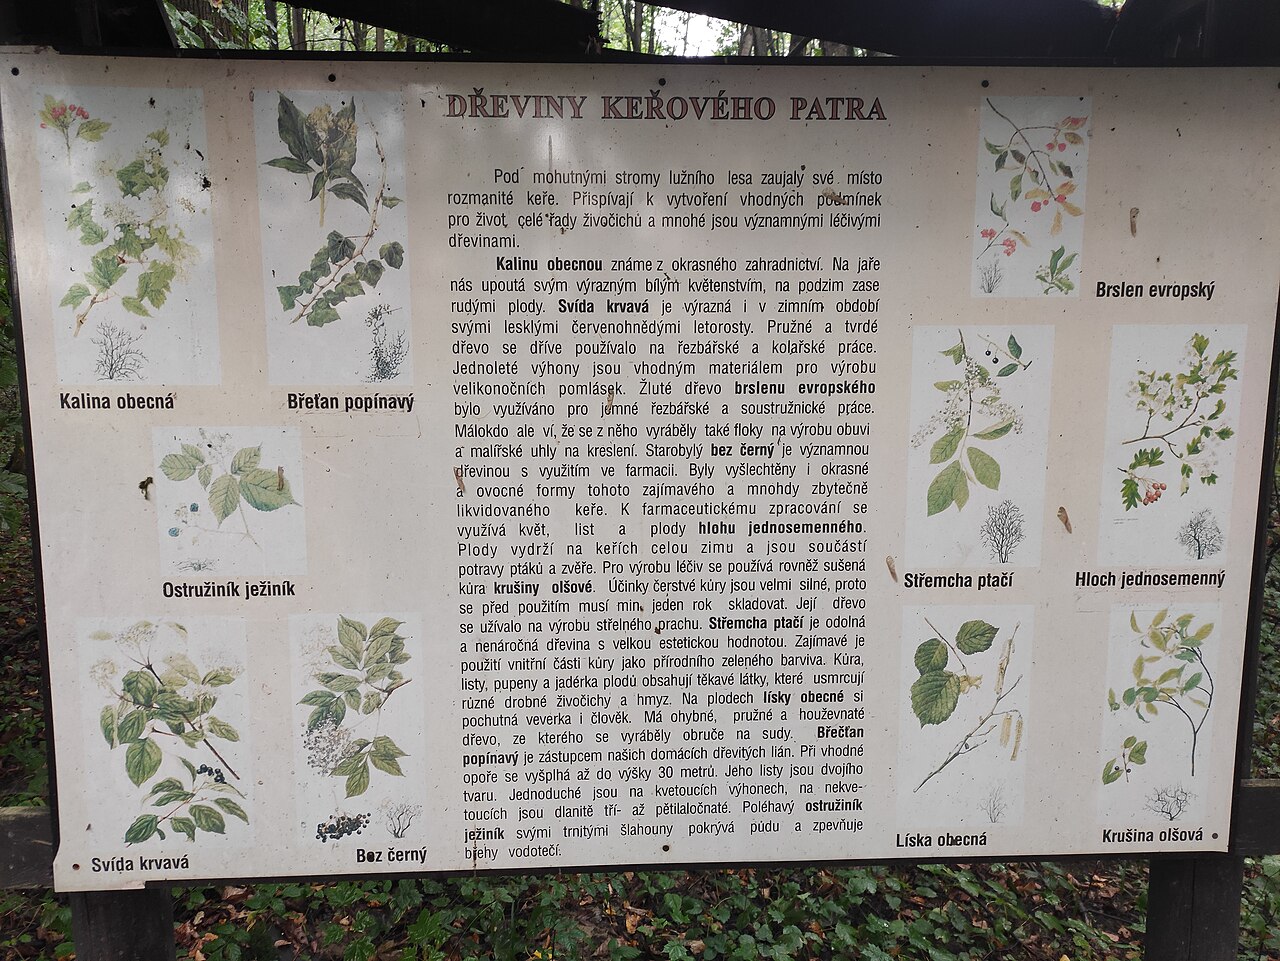 DŘEVINY KEŘOVÉHO PATRA
Pod mohutnými stromy lužního lesa zaujaly své místo
rozmanité keře. Přispívají k vytvoření vhodných podmínek
pro život celé řady živočichů a mnohé jsou významnými léčivými
dřevinami.
Kalinu obecnou známe z okrasného zahradnictví. Na jaře
nás upoutá svým výrazným bílým květenstvím, na podzim zase
rudými plody. Svída krvavá je výrazná i v zimním období
svými lesklými červenohnědými letorosty. Pružné a tvrdé
dřevo se dříve používalo na řezbářské a kolařské práce.
Jednoleté výhony jsou vhodným materiálem pro výrobu
velikonočních pomlásek. Žluté dřevo brslenu evropského
bylo využíváno pro jemné řezbářské a soustružnické práce.
Málokdo ale ví, že se z něho vyráběly také floky na výrobu obuvi
a malířské uhly na kreslení. Starobylý bez černý je významnou
dřevinou s využitím ve farmacii. Byly vyšlechtěny i okrasné
a ovocné formy tohoto zajímavého a mnohdy zbytečně
likvidovaného keře. K farmaceutickému zpracování se
využívá květ, list a plody hlohu jednosemenného.
Plody vydrží na keřích celou zimu a jsou součástí
potravy ptáků a zvěře. Pro výrobu léčiv se používá rovněž sušená
kůra krušiny olšové. Účinky čerstvé kůry jsou velmi silné, proto
se před použitím musí min. jeden rok skladovat. Její dřevo
se užívalo na výrobu střelného prachu. Střemcha ptačí je odolná
a nenáročná dřevina s velkou estetickou hodnotou. Zajímavé je
použití vnitřní části kůry jako přírodního zeleného barviva. Kůra,
listy, pupeny a jadérka plodů obsahují těkavé látky, které usmrcují
různé drobné živočichy a hmyz. Na plodech lísky obecné si
pochutná veverka i člověk. Má ohybné, pružné a houževnaté
dřevo, ze kterého se vyráběly obruče na sudy. Břečťan
popínavý je zástupcem našich domácích dřevitých lián. Při vhodné
opoře se vyšplhá až do výšky 30 metrů. Jeho listy jsou dvojího
tvaru. Jednoduché jsou na kvetoucích výhonech, na nekve-
toucích jsou dlanitě tří- až pětilaločnaté. Poléhavý ostružiník
ježiník svými trnitými šlahouny pokrývá půdu a zpevňuje
břehy vodotečí.
Kalina obecná
Břeťan popínavý
Ostružiník ježiník
Svída krvavá
Bez černý
Brslen evropský
Střemcha ptačí
Hloch jednosemenný
Líska obecná
Krušina olšová